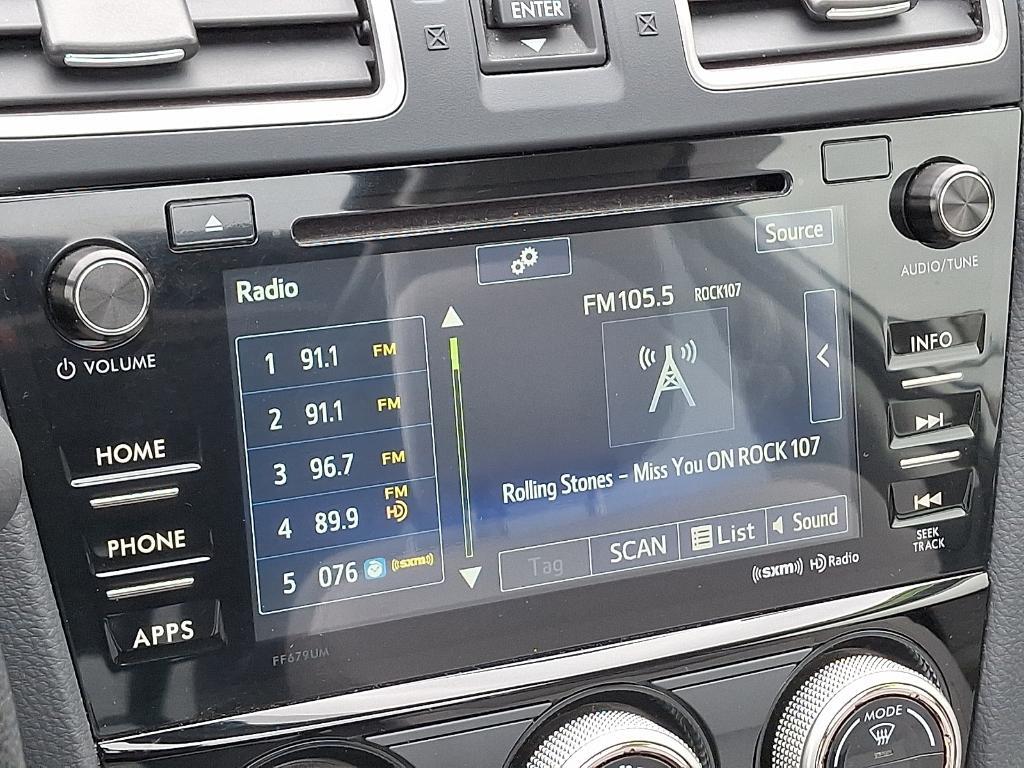 ENTER
Source
AUDIO/TUNE
VOLUME
HOME
PHONE
APPS
Radio
1 91.1 FM
2 91.1 FM
3 96.7 FM
4 89.9 FM HD
5 076 ((sxm))
FM105.5 ROCK107
Rolling Stones – Miss You ON ROCK 107
Tag SCAN List Sound
((sxm)) HD Radio
INFO
SEEK
TRACK
FF679UM
MODE